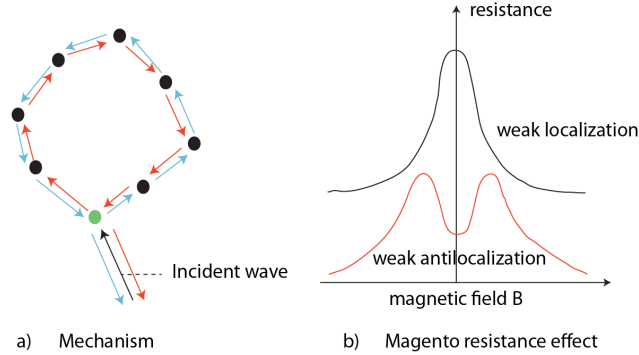 resistance
weak localization
weak antilocalization
Incident wave
magnetic field B
a) Mechanism
b) Magento resistance effect